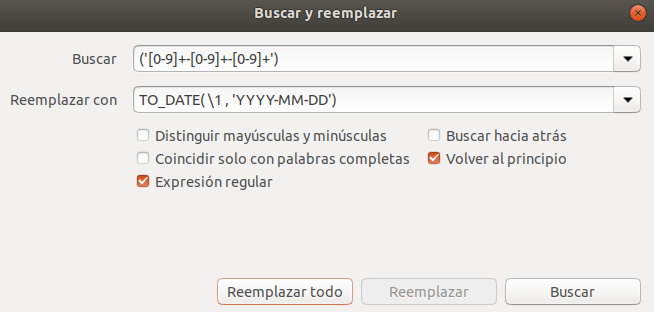 Buscar y reemplazar
Buscar ('[0-9]+-[0-9]+-[0-9]+')
Reemplazar con TO_DATE( \1 , 'YYYY-MM-DD')
Distinguir mayúsculas y minúsculas Buscar hacia atrás
Coincidir solo con palabras completas Volver al principio
Expresión regular
Reemplazar todo Reemplazar Buscar